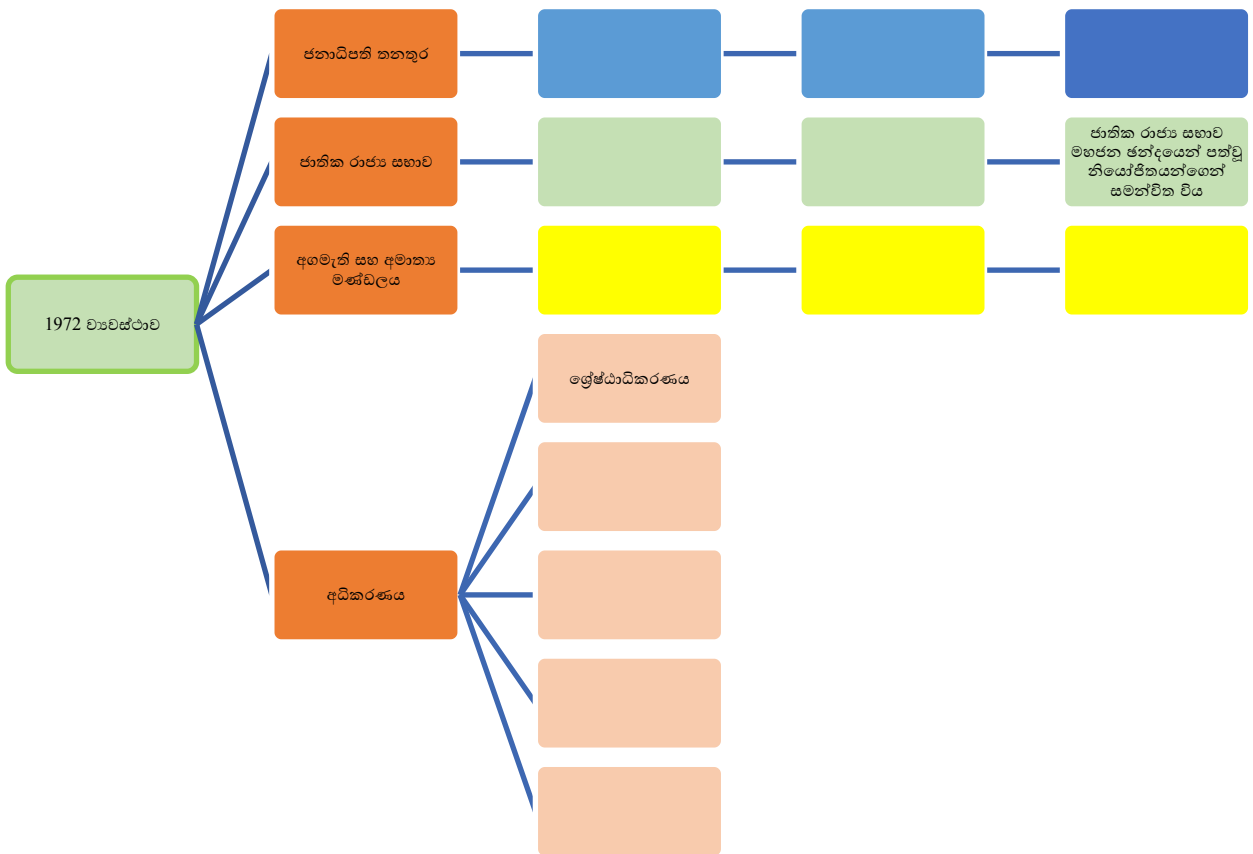 ජනාධිපති තනතුර
ජාතික රාජ්‍ය සභාව
ජාතික රාජ්‍ය සභාව
මහජන ඡන්දයෙන් පත්වූ
නියෝජිතයන්ගෙන්
සමන්විත විය
අගමැති සහ අමාත්‍ය
මණ්ඩලය
1972 ව්‍යවස්ථාව
ශ්‍රේෂ්ඨාධිකරණය
අධිකරණය